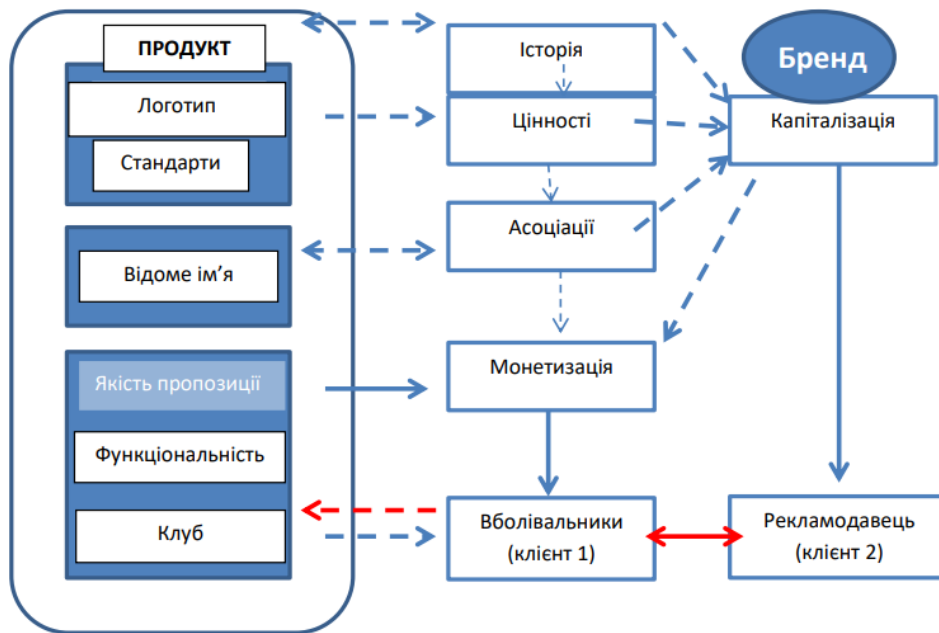 ПРОДУКТ
Логотип
Стандарти
Відоме ім’я
Якість пропозиції
Функціональність
Клуб
Історія
Цінності
Асоціації
Монетизація
Вболівальники
(клієнт 1)
Бренд
Капіталізація
Рекламодавець
(клієнт 2)